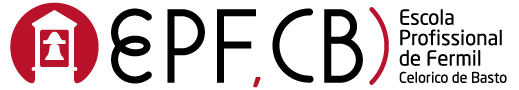 EPF,CB)
Escola
Profissional
de Fermil
Celorico de Basto